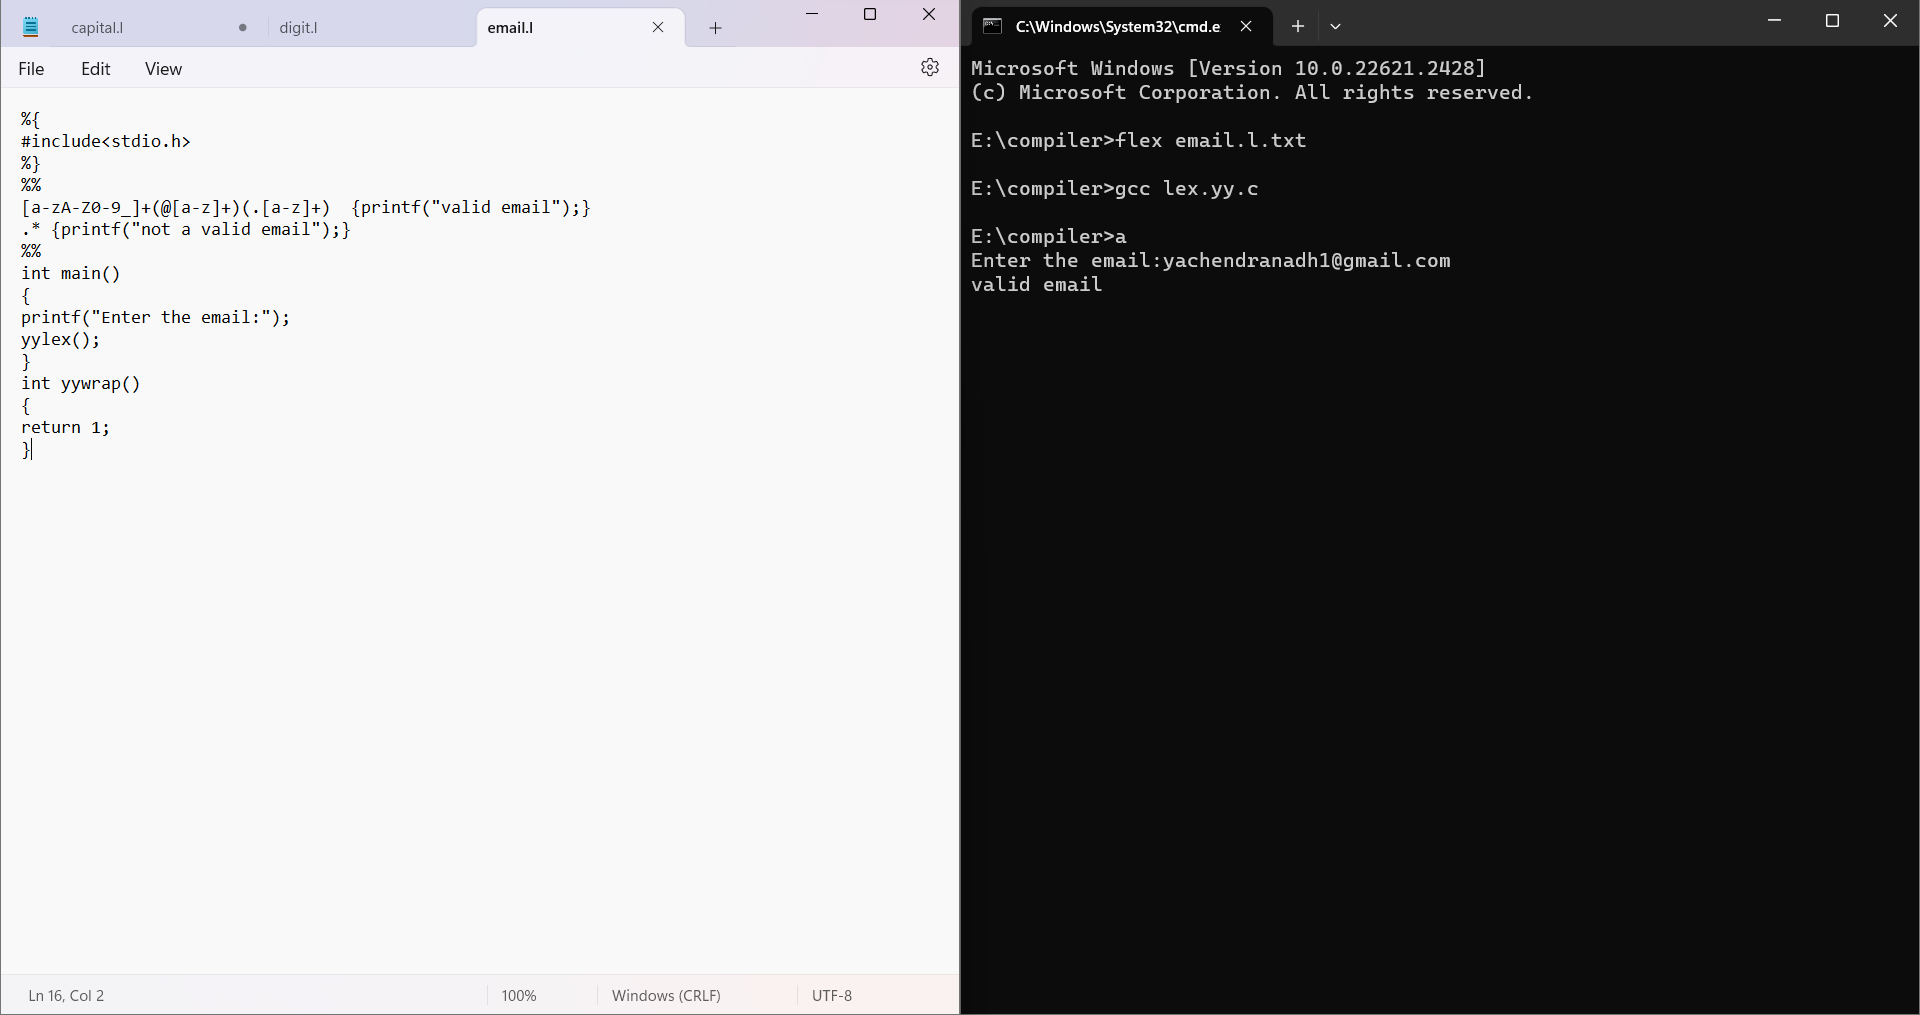 capital.l
digit.l
email.l
File
Edit
View
%{
#include<stdio.h>
%}
%%
[a-zA-Z0-9_]+(@[a-z]+)(.[a-z]+)  {printf("valid email");}
.* {printf("not a valid email");}
%%
int main()
{
printf("Enter the email:");
yylex();
}
int yywrap()
{
return 1;
}
Ln 16, Col 2
100%
Windows (CRLF)
UTF-8
C:\Windows\System32\cmd.e
Microsoft Windows [Version 10.0.22621.2428]
(c) Microsoft Corporation. All rights reserved.
E:\compiler>flex email.l.txt
E:\compiler>gcc lex.yy.c
E:\compiler>a
Enter the email:yachendranadh1@gmail.com
valid email